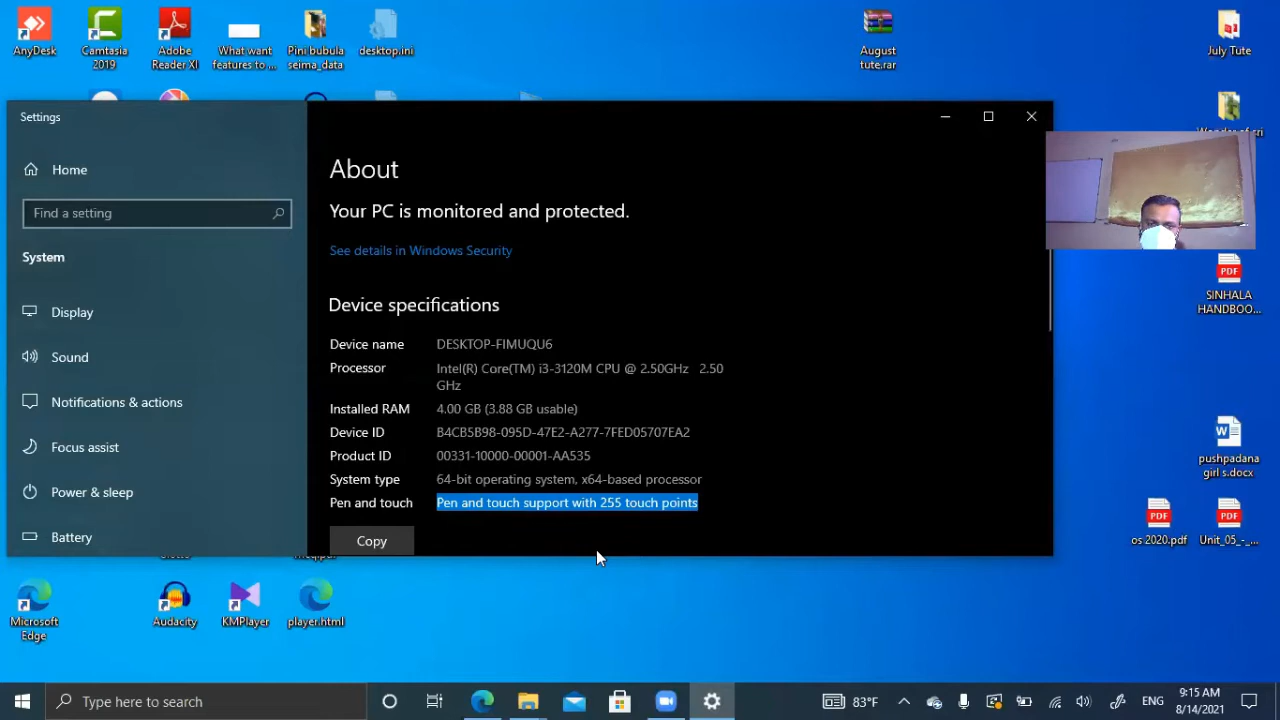 AnyDesk
Camtasia
2019
Adobe
Reader XI
What want
features to ...
Pini bubula
seima_data
desktop.ini
August
tute.rar
July Tute
Settings
Home
Find a setting
System
Display
Sound
Notifications & actions
Focus assist
Power & sleep
Battery
About
Your PC is monitored and protected.
See details in Windows Security
Device specifications
Device name DESKTOP-FIMUQU6
Processor Intel(R) Core(TM) i3-3120M CPU @ 2.50GHz 2.50
GHz
Installed RAM 4.00 GB (3.88 GB usable)
Device ID B4CB5B98-095D-47E2-A277-7FED05707EA2
Product ID 00331-10000-00001-AA535
System type 64-bit operating system, x64-based processor
Pen and touch Pen and touch support with 255 touch points
Copy
PDF
SINHALA
HANDBOO...
pushpadana
girl s.docx
PDF
os 2020.pdf
PDF
Unit_05_-_...
Microsoft
Edge
Audacity
KMPlayer
player.html
Type here to search
83°F
ENG
9:15 AM
8/14/2021